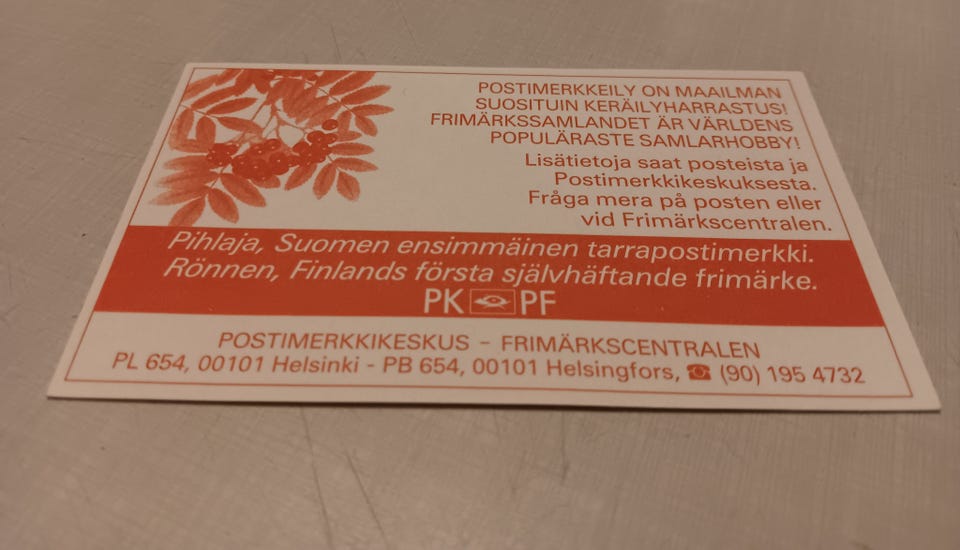 POSTIMERKKEILY ON MAAILMAN
SUOSITUIN KERÄILYHARRASTUS!
FRIMÄRKSSAMLANDET ÄR VÄRLDENS
POPULÄRASTE SAMLARHOBBY!
Lisätietoja saat posteista ja
Postimerkkikeskuksesta.
Fråga mera på posten eller
vid Frimärkscentralen.
Pihlaja, Suomen ensimmäinen tarrapostimerkki.
Rönnen, Finlands första självhäftande frimärke.
PK PF
POSTIMERKKIKESKUS – FRIMÄRKSCENTRALEN
PL 654, 00101 Helsinki - PB 654, 00101 Helsingfors, ☎ (90) 195 4732